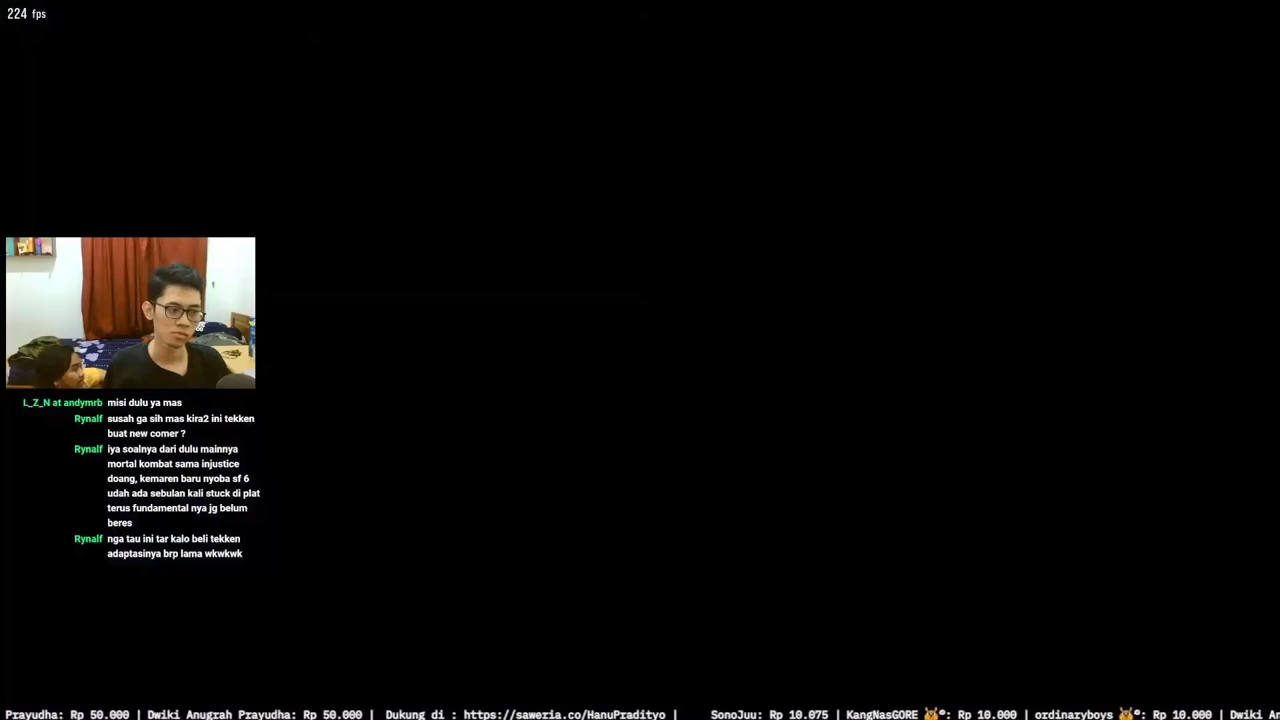 224 fps
L_Z_N at andymrb misi dulu ya mas
Rynalf susah ga sih mas kira2 ini tekken
buat new comer ?
Rynalf iya soalnya dari dulu mainnya
mortal kombat sama injustice
doang, kemaren baru nyoba sf 6
udah ada sebulan kali stuck di plat
terus fundamental nya jg belum
beres
Rynalf nga tau ini tar kalo beli tekken
adaptasinya brp lama wkwkwk
Prayudha: Rp 50.000 | Dwiki Anugrah Prayudha: Rp 50.000 | Dukung di : https://saweria.co/HanuPradityo | SonoJuu: Rp 10.075 | KangNasGORE : Rp 10.000 | ordinaryboys : Rp 10.000 | Dwiki A